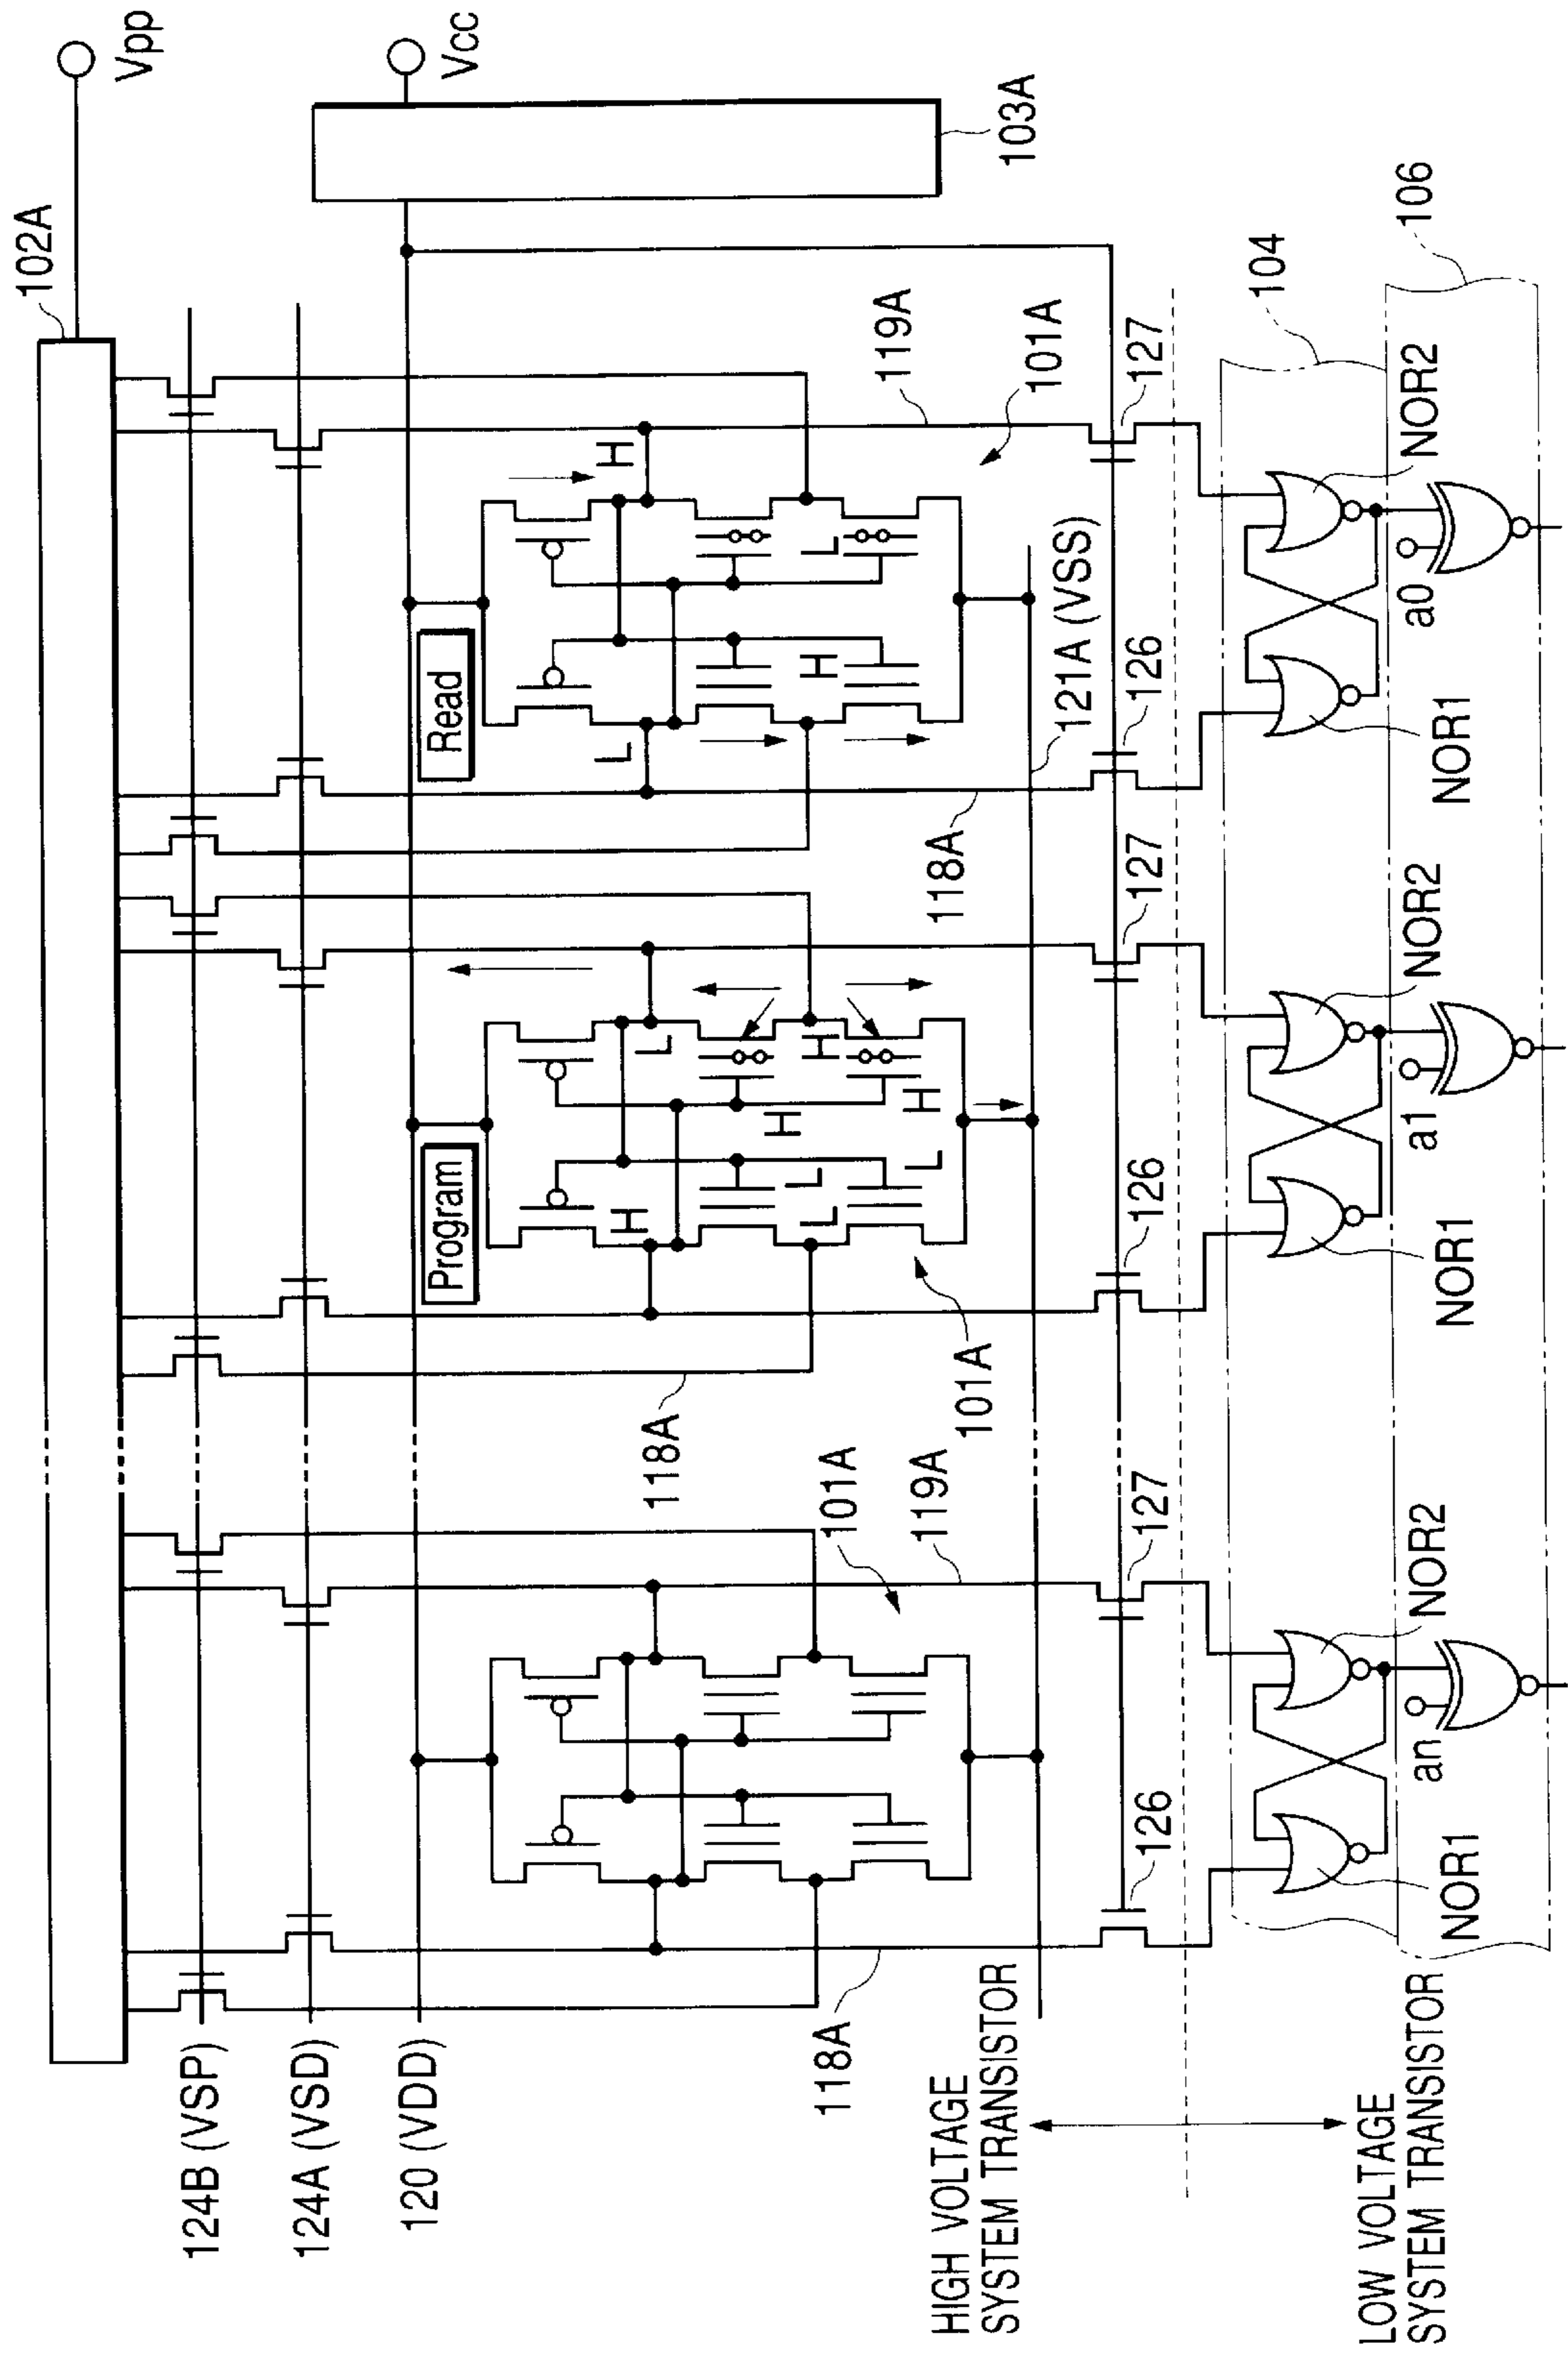 102A
Vpp
Vcc
103A
124B (VSP)
124A (VSD)
120 (VDD)
Program
Read
H
L
H
L
H
L
L
H
H
L
H
L
H
L
118A
119A
101A
118A
101A
118A
119A
101A
121A (VSS)
126
127
126
127
126
127
HIGH VOLTAGE
SYSTEM TRANSISTOR
LOW VOLTAGE
SYSTEM TRANSISTOR
104
106
NOR1
an
NOR2
NOR1
a1
NOR2
NOR1
a0
NOR2